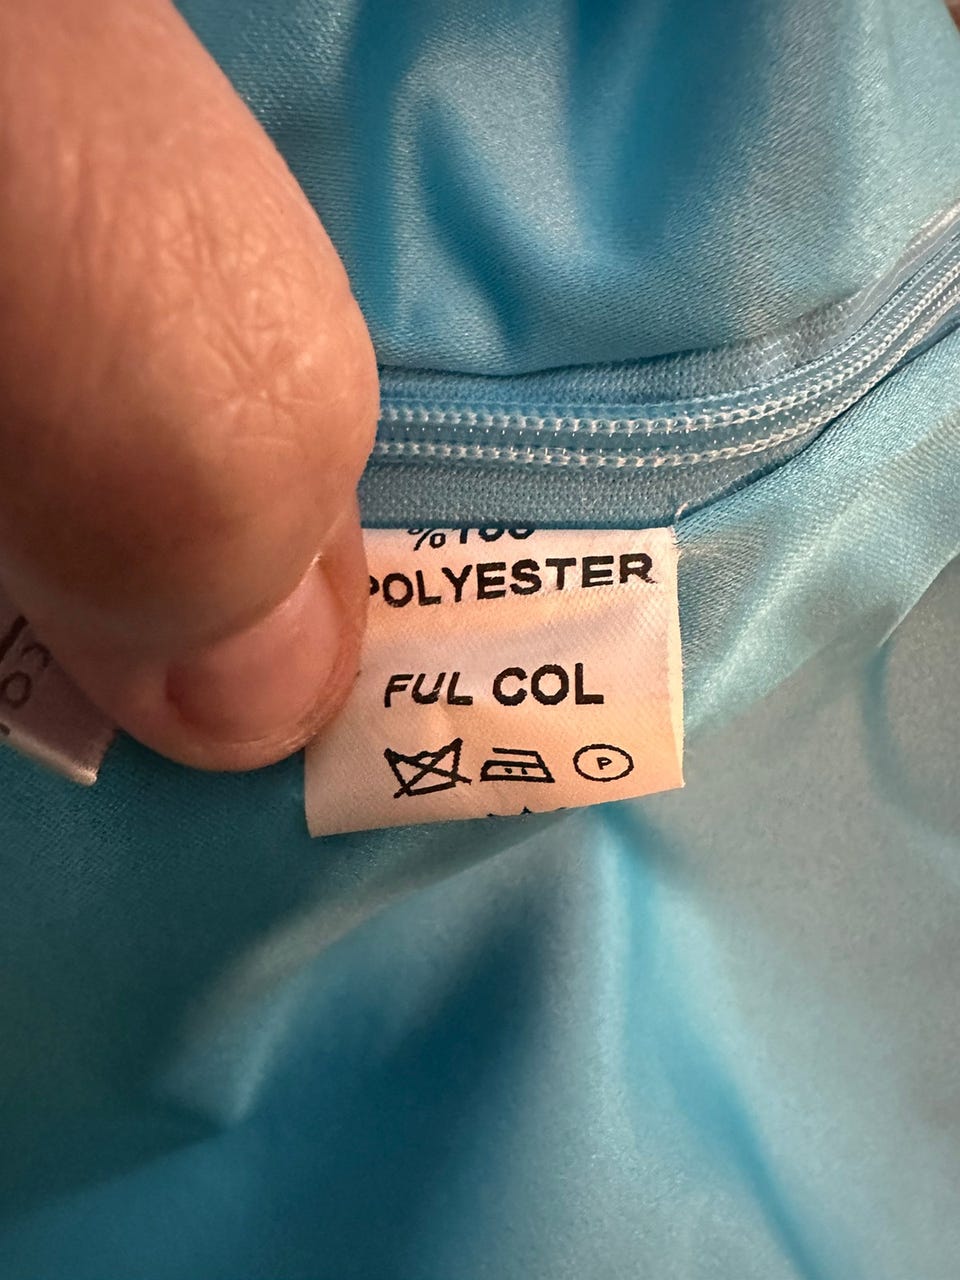 %100
POLYESTER
FUL COL
P